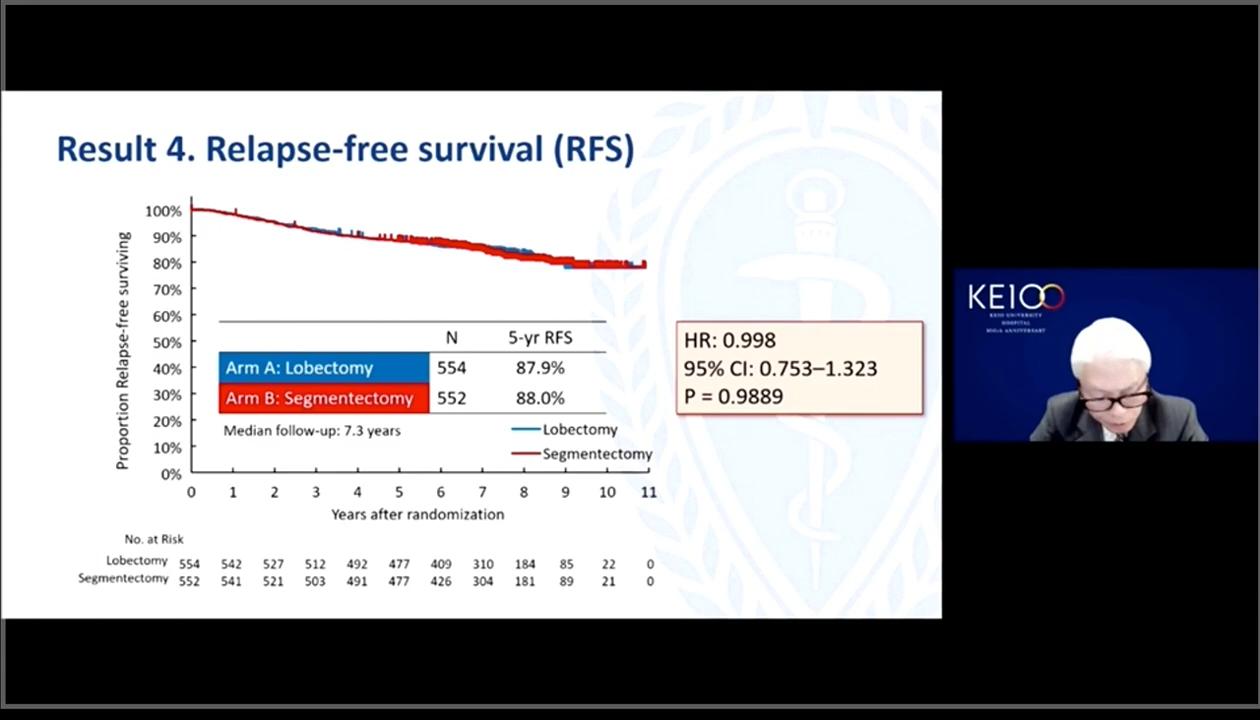 Result 4. Relapse-free survival (RFS)
Proportion Relapse-free surviving
100%
90%
80%
70%
60%
50%
40%
30%
20%
10%
0%
N 5-yr RFS
Arm A: Lobectomy 554 87.9%
Arm B: Segmentectomy 552 88.0%
Median follow-up: 7.3 years
Lobectomy
Segmentectomy
0 1 2 3 4 5 6 7 8 9 10 11
Years after randomization
No. at Risk
Lobectomy 554 542 527 512 492 477 409 310 184 85 22 0
Segmentectomy 552 541 521 503 491 477 426 304 181 89 21 0
HR: 0.998
95% CI: 0.753–1.323
P = 0.9889
KEIO
KEIO UNIVERSITY
HOSPITAL
100th ANNIVERSARY